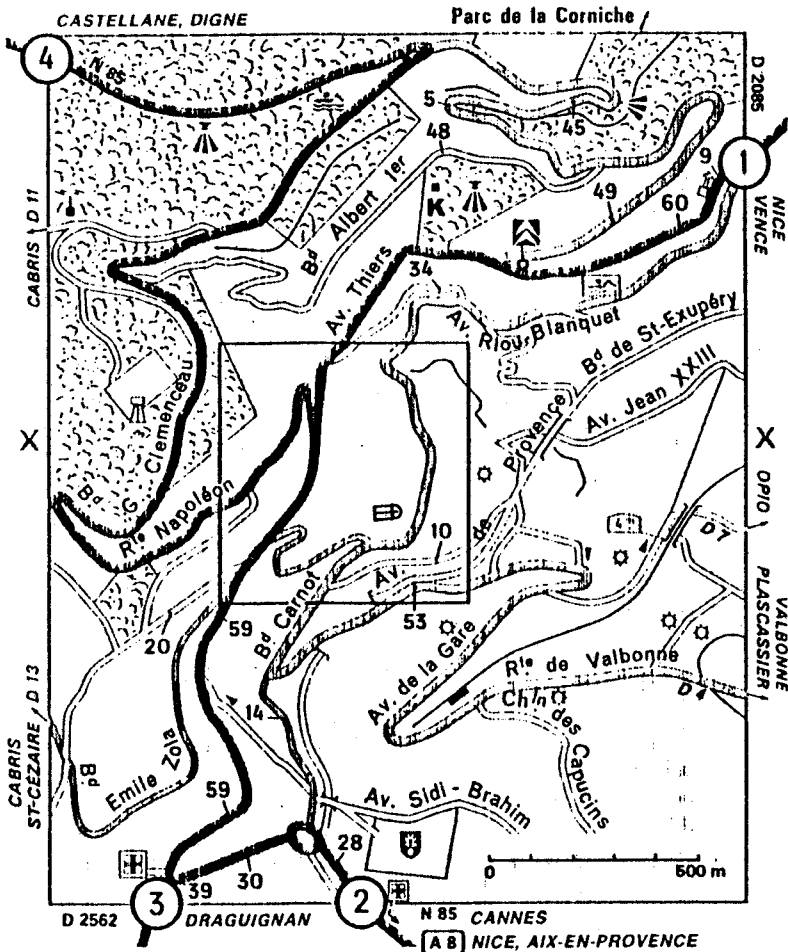 CASTELLANE, DIGNE
Parc de la Corniche
4
N 85
D 2085
5
45
48
9
1
NICE
VENCE
Bd Albert 1er
K
49
60
CABRIS D 11
Av. Thiers
34
Av. Riou Blanquet
Bd de St-Exupéry
Av. Jean XXIII
Bd G. Clemenceau
X
X
Rte Napoléon
Av. de Provence
OPIO
D 7
10
VALBONNE
PLASCASSIER
20
59
Bd Carnot
53
Av. de la Gare
Rte de Valbonne
D 4
Chin des Capucins
14
CABRIS
ST-CÉZAIRE D 13
Bd Emile Zola
59
Av. Sidi-Brahim
0 500 m
28
39
30
D 2562
3
DRAGUIGNAN
2
N 85 CANNES
A 8 NICE, AIX-EN-PROVENCE